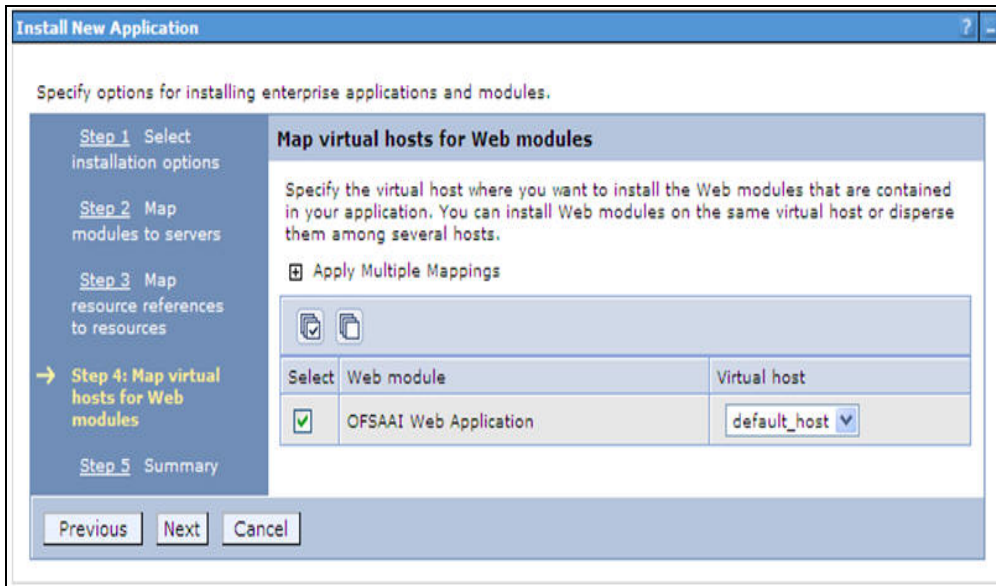 Install New Application
?
Specify options for installing enterprise applications and modules.
Step 1 Select
installation options
Step 2 Map
modules to servers
Step 3 Map
resource references
to resources
Step 4: Map virtual
hosts for Web
modules
Step 5 Summary
Map virtual hosts for Web modules
Specify the virtual host where you want to install the Web modules that are contained
in your application. You can install Web modules on the same virtual host or disperse
them among several hosts.
Apply Multiple Mappings
Select Web module Virtual host
OFSAAI Web Application default_host
Previous Next Cancel